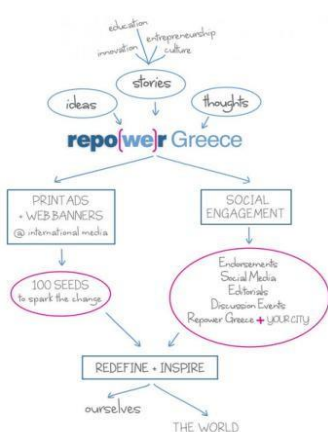 education
entrepreneurship
innovation
culture
stories
ideas
thoughts
repo[we]r Greece
PRINT ADS
+ WEB BANNERS
@ international media
SOCIAL
ENGAGEMENT
100 SEEDS
to spark the change
Endorsements
Social Media
Editorials
Discussion Events
Repower Greece + YOUR CITY
REDEFINE + INSPIRE
ourselves
THE WORLD